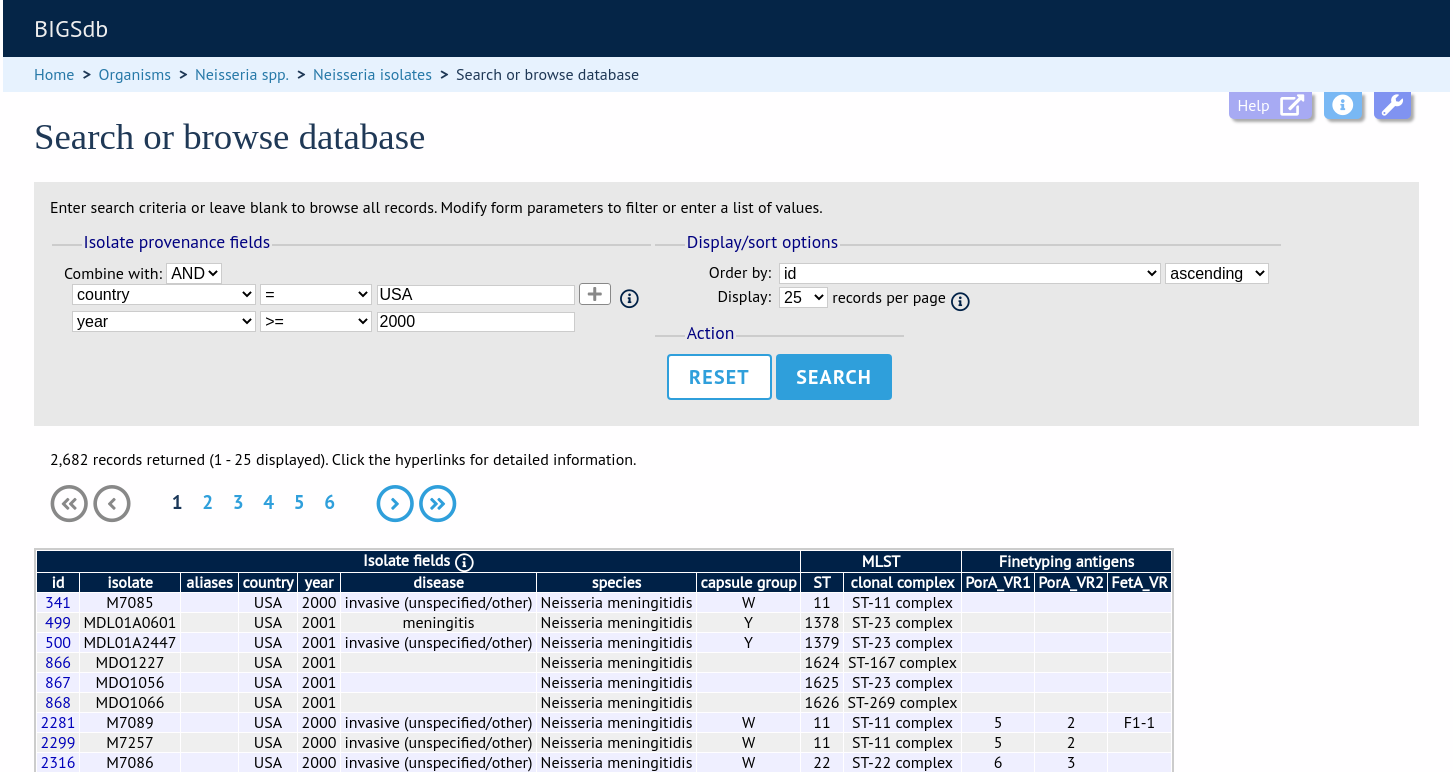 BIGSdb
Home > Organisms > Neisseria spp. > Neisseria isolates > Search or browse database
Help
Search or browse database
Enter search criteria or leave blank to browse all records. Modify form parameters to filter or enter a list of values.
Isolate provenance fields
Combine with: AND
country = USA
year >= 2000
Display/sort options
Order by: id ascending
Display: 25 records per page
Action
RESET SEARCH
2,682 records returned (1 - 25 displayed). Click the hyperlinks for detailed information.
1 2 3 4 5 6
Isolate fields MLST Finetyping antigens
id isolate aliases country year disease species capsule group ST clonal complex PorA_VR1 PorA_VR2 FetA_VR
341 M7085 USA 2000 invasive (unspecified/other) Neisseria meningitidis W 11 ST-11 complex
499 MDL01A0601 USA 2001 meningitis Neisseria meningitidis Y 1378 ST-23 complex
500 MDL01A2447 USA 2001 invasive (unspecified/other) Neisseria meningitidis Y 1379 ST-23 complex
866 MDO1227 USA 2001 Neisseria meningitidis 1624 ST-167 complex
867 MDO1056 USA 2001 Neisseria meningitidis 1625 ST-23 complex
868 MDO1066 USA 2001 Neisseria meningitidis 1626 ST-269 complex
2281 M7089 USA 2000 invasive (unspecified/other) Neisseria meningitidis W 11 ST-11 complex 5 2 F1-1
2299 M7257 USA 2000 invasive (unspecified/other) Neisseria meningitidis W 11 ST-11 complex 5 2
2316 M7086 USA 2000 invasive (unspecified/other) Neisseria meningitidis W 22 ST-22 complex 6 3